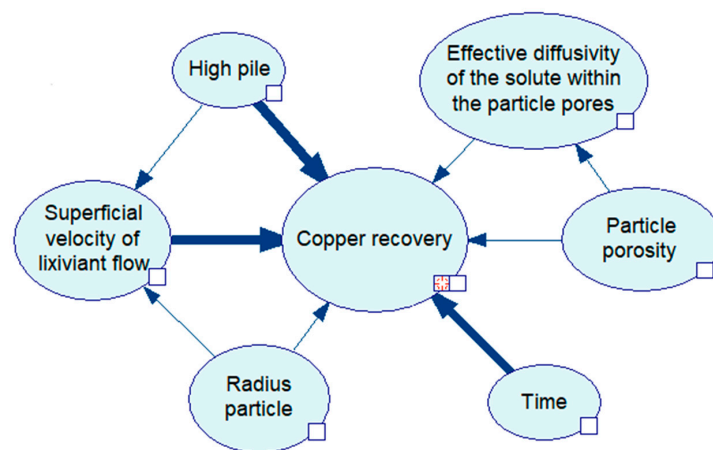 High pile
Effective diffusivity
of the solute within
the particle pores
Superficial
velocity of
lixiviant flow
Copper recovery
Particle
porosity
Radius
particle
Time